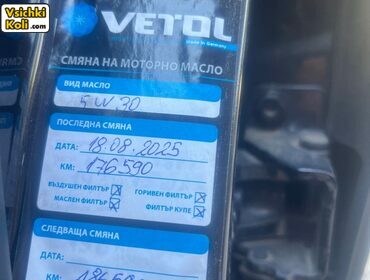 Vsichki
Koli.com
VETOL
Made in Germany
СМЯНА НА МОТОРНО МАСЛО
ВИД МАСЛО
5W30
ПОСЛЕДНА СМЯНА
ДАТА: 18.08.2025
КМ: 176590
ВЪЗДУШЕН ФИЛТЪР ☒ ГОРИВЕН ФИЛТЪР ☒
МАСЛЕН ФИЛТЪР ☒ ФИЛТЪР КУПЕ ☒
СЛЕДВАЩА СМЯНА
ДАТА:
КМ: